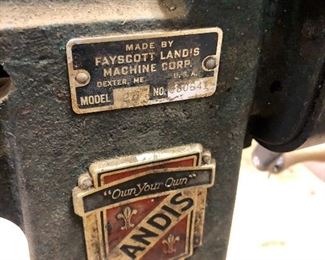 MADE BY
FAYSCOTT LANDIS
MACHINE CORP.
DEXTER, ME. U.S.A.
MODEL NO.
"Own Your Own"
LANDIS